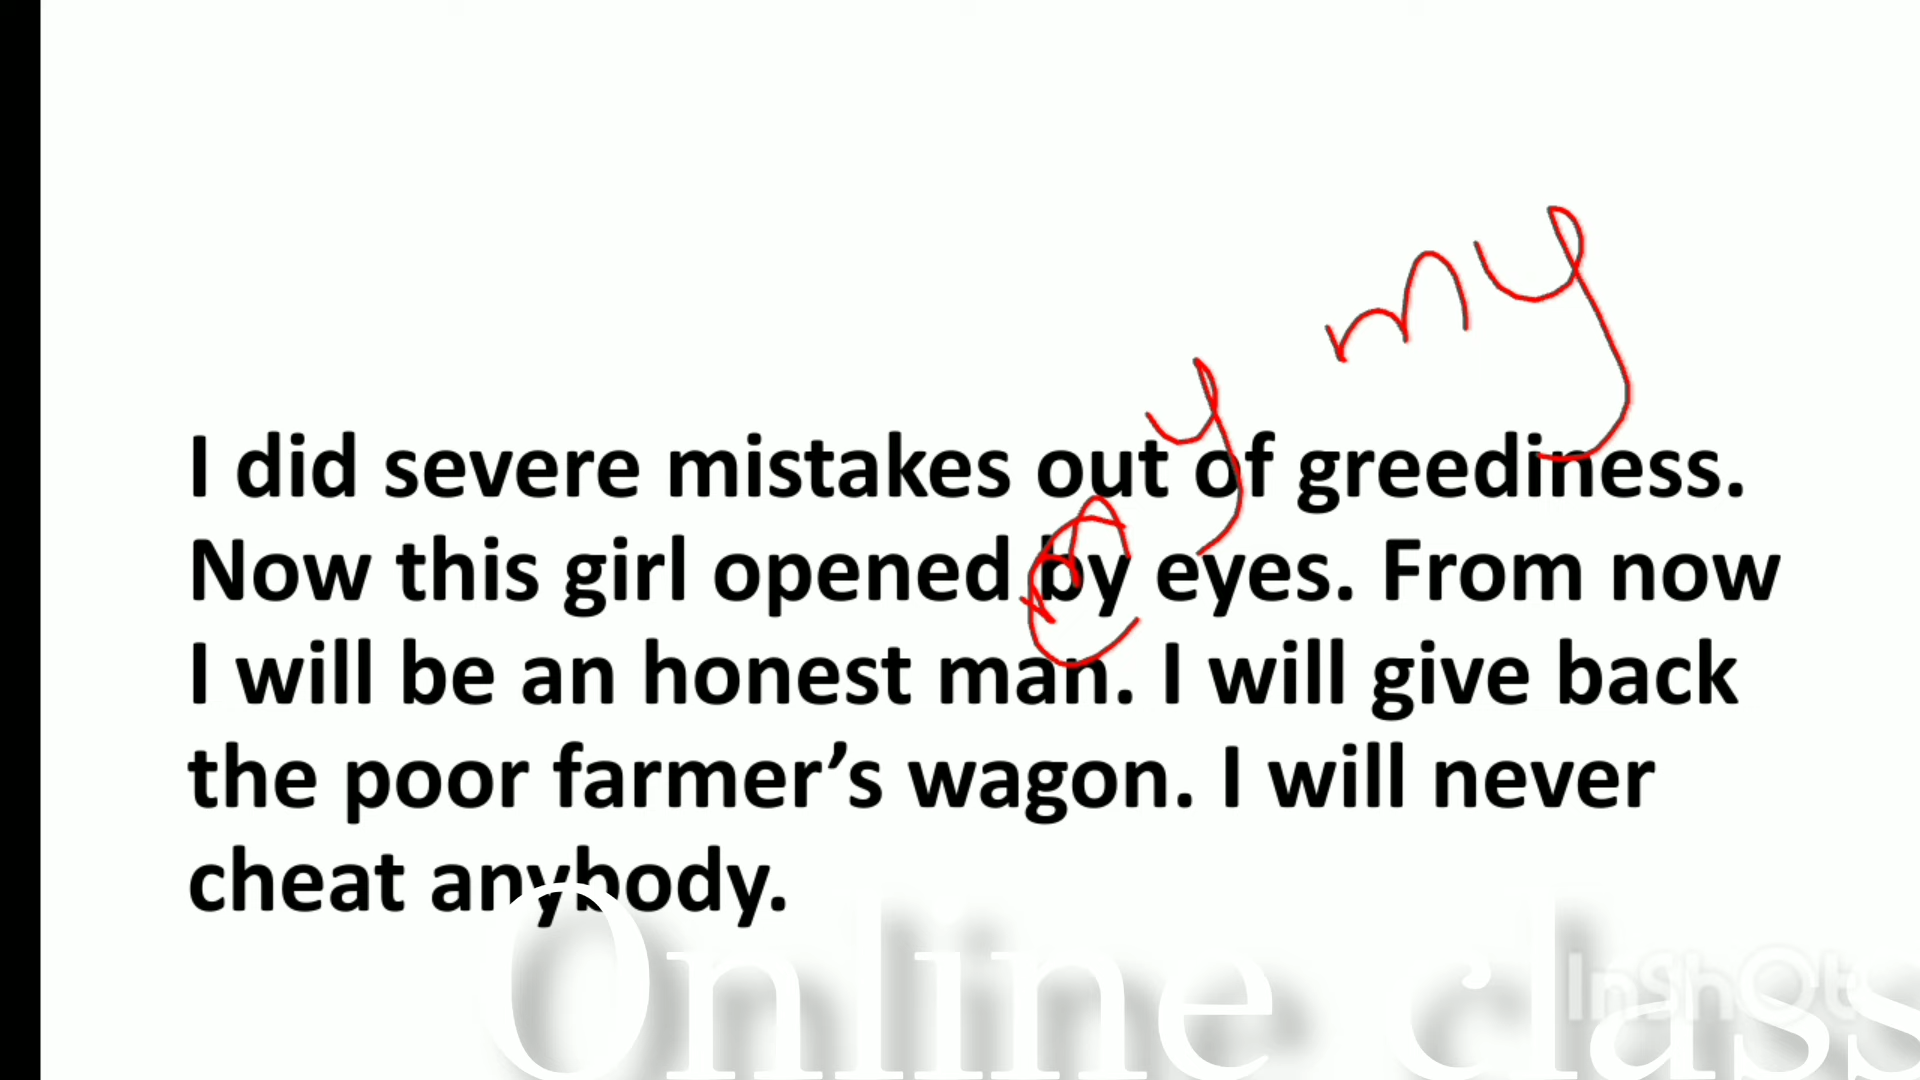 my
I did severe mistakes out of greediness.
Now this girl opened by eyes. From now
I will be an honest man. I will give back
the poor farmer’s wagon. I will never
cheat anybody.
Online class
InShOt